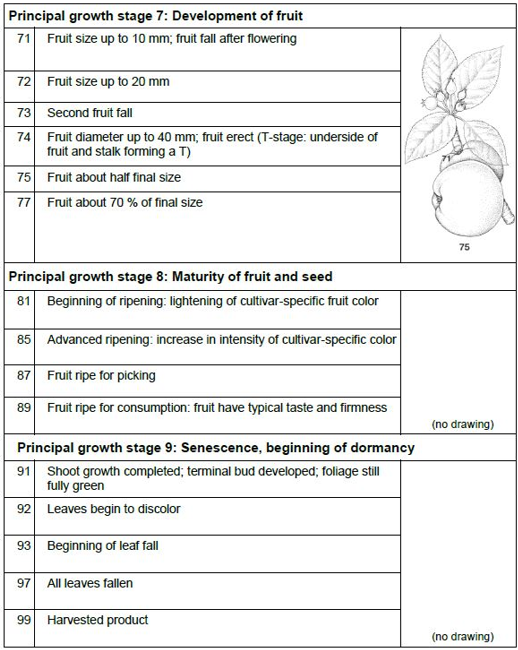 Principal growth stage 7: Development of fruit
71 Fruit size up to 10 mm; fruit fall after flowering
72 Fruit size up to 20 mm
73 Second fruit fall
74 Fruit diameter up to 40 mm; fruit erect (T-stage: underside of
fruit and stalk forming a T)
75 Fruit about half final size
77 Fruit about 70 % of final size
71
75
Principal growth stage 8: Maturity of fruit and seed
81 Beginning of ripening: lightening of cultivar-specific fruit color
85 Advanced ripening: increase in intensity of cultivar-specific color
87 Fruit ripe for picking
89 Fruit ripe for consumption: fruit have typical taste and firmness
(no drawing)
Principal growth stage 9: Senescence, beginning of dormancy
91 Shoot growth completed; terminal bud developed; foliage still
fully green
92 Leaves begin to discolor
93 Beginning of leaf fall
97 All leaves fallen
99 Harvested product
(no drawing)